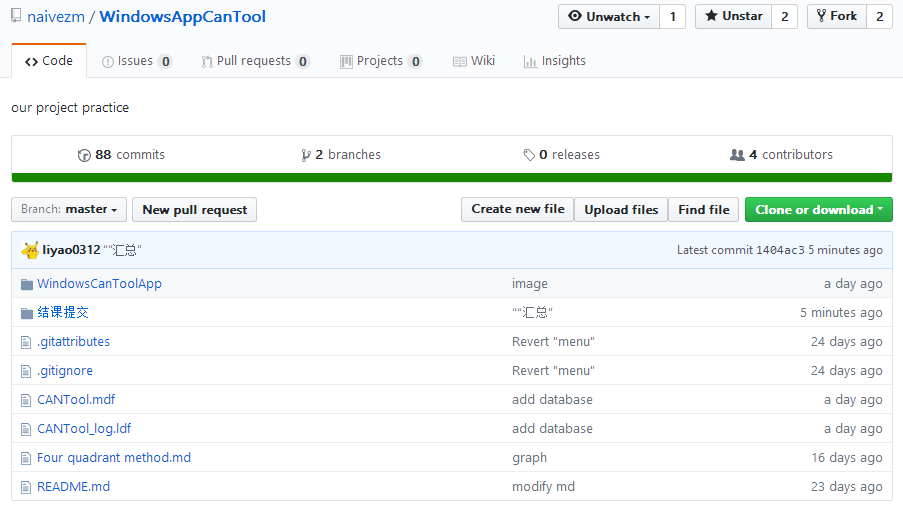 naivezm / WindowsAppCanTool Unwatch 1 Unstar 2 Fork 2
Code Issues 0 Pull requests 0 Projects 0 Wiki Insights
our project practice
88 commits 2 branches 0 releases 4 contributors
Branch: master New pull request Create new file Upload files Find file Clone or download
liyao0312 ““汇总” Latest commit 1404ac3 5 minutes ago
WindowsCanToolApp image a day ago
结课提交 ““汇总” 5 minutes ago
.gitattributes Revert "menu" 24 days ago
.gitignore Revert "menu" 24 days ago
CANTool.mdf add database a day ago
CANTool_log.ldf add database a day ago
Four quadrant method.md graph 16 days ago
README.md modify md 23 days ago